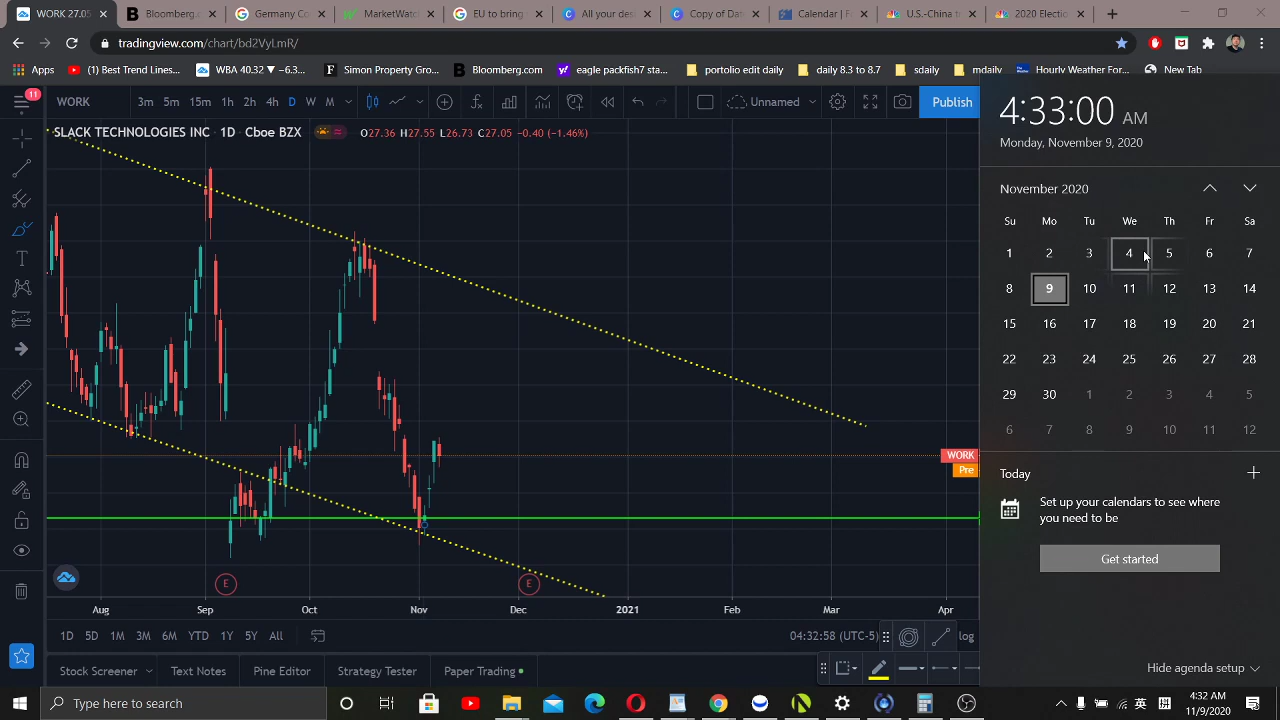 WORK 27.05
Bloomberg.com
Germany Co
MarketWatc
EU to bring
All your des
Copy of Da
Calendar | F
U.S.-China t
2020 Electio
tradingview.com/chart/bd2VyLmR/
Apps
(1) Best Trend Lines...
WBA 40.32 ▼ −6.3...
Simon Property Gro...
Bloomberg.com
eagle packfish7 sta...
portolio edit daily
daily 8.3 to 8.7
sdaily
mdaily
Hourly Weather For...
New Tab
11
WORK
3m 5m 15m 1h 2h 4h D W M
Unnamed
Publish
SLACK TECHNOLOGIES INC · 1D · Cboe BZX
O27.36 H27.55 L26.73 C27.05 −0.40 (−1.46%)
WORK
Pre
E
E
Aug Sep Oct Nov Dec 2021 Feb Mar Apr
1D 5D 1M 3M 6M YTD 1Y 5Y All
04:32:58 (UTC-5)
log
Stock Screener
Text Notes
Pine Editor
Strategy Tester
Paper Trading
4:33:00 AM
Monday, November 9, 2020
November 2020
Su Mo Tu We Th Fr Sa
1 2 3 4 5 6 7
8 9 10 11 12 13 14
15 16 17 18 19 20 21
22 23 24 25 26 27 28
29 30 1 2 3 4 5
6 7 8 9 10 11 12
Today
Set up your calendars to see where
you need to be
Get started
Hide agenda setup
Type here to search
英
拼
4:32 AM
11/9/2020